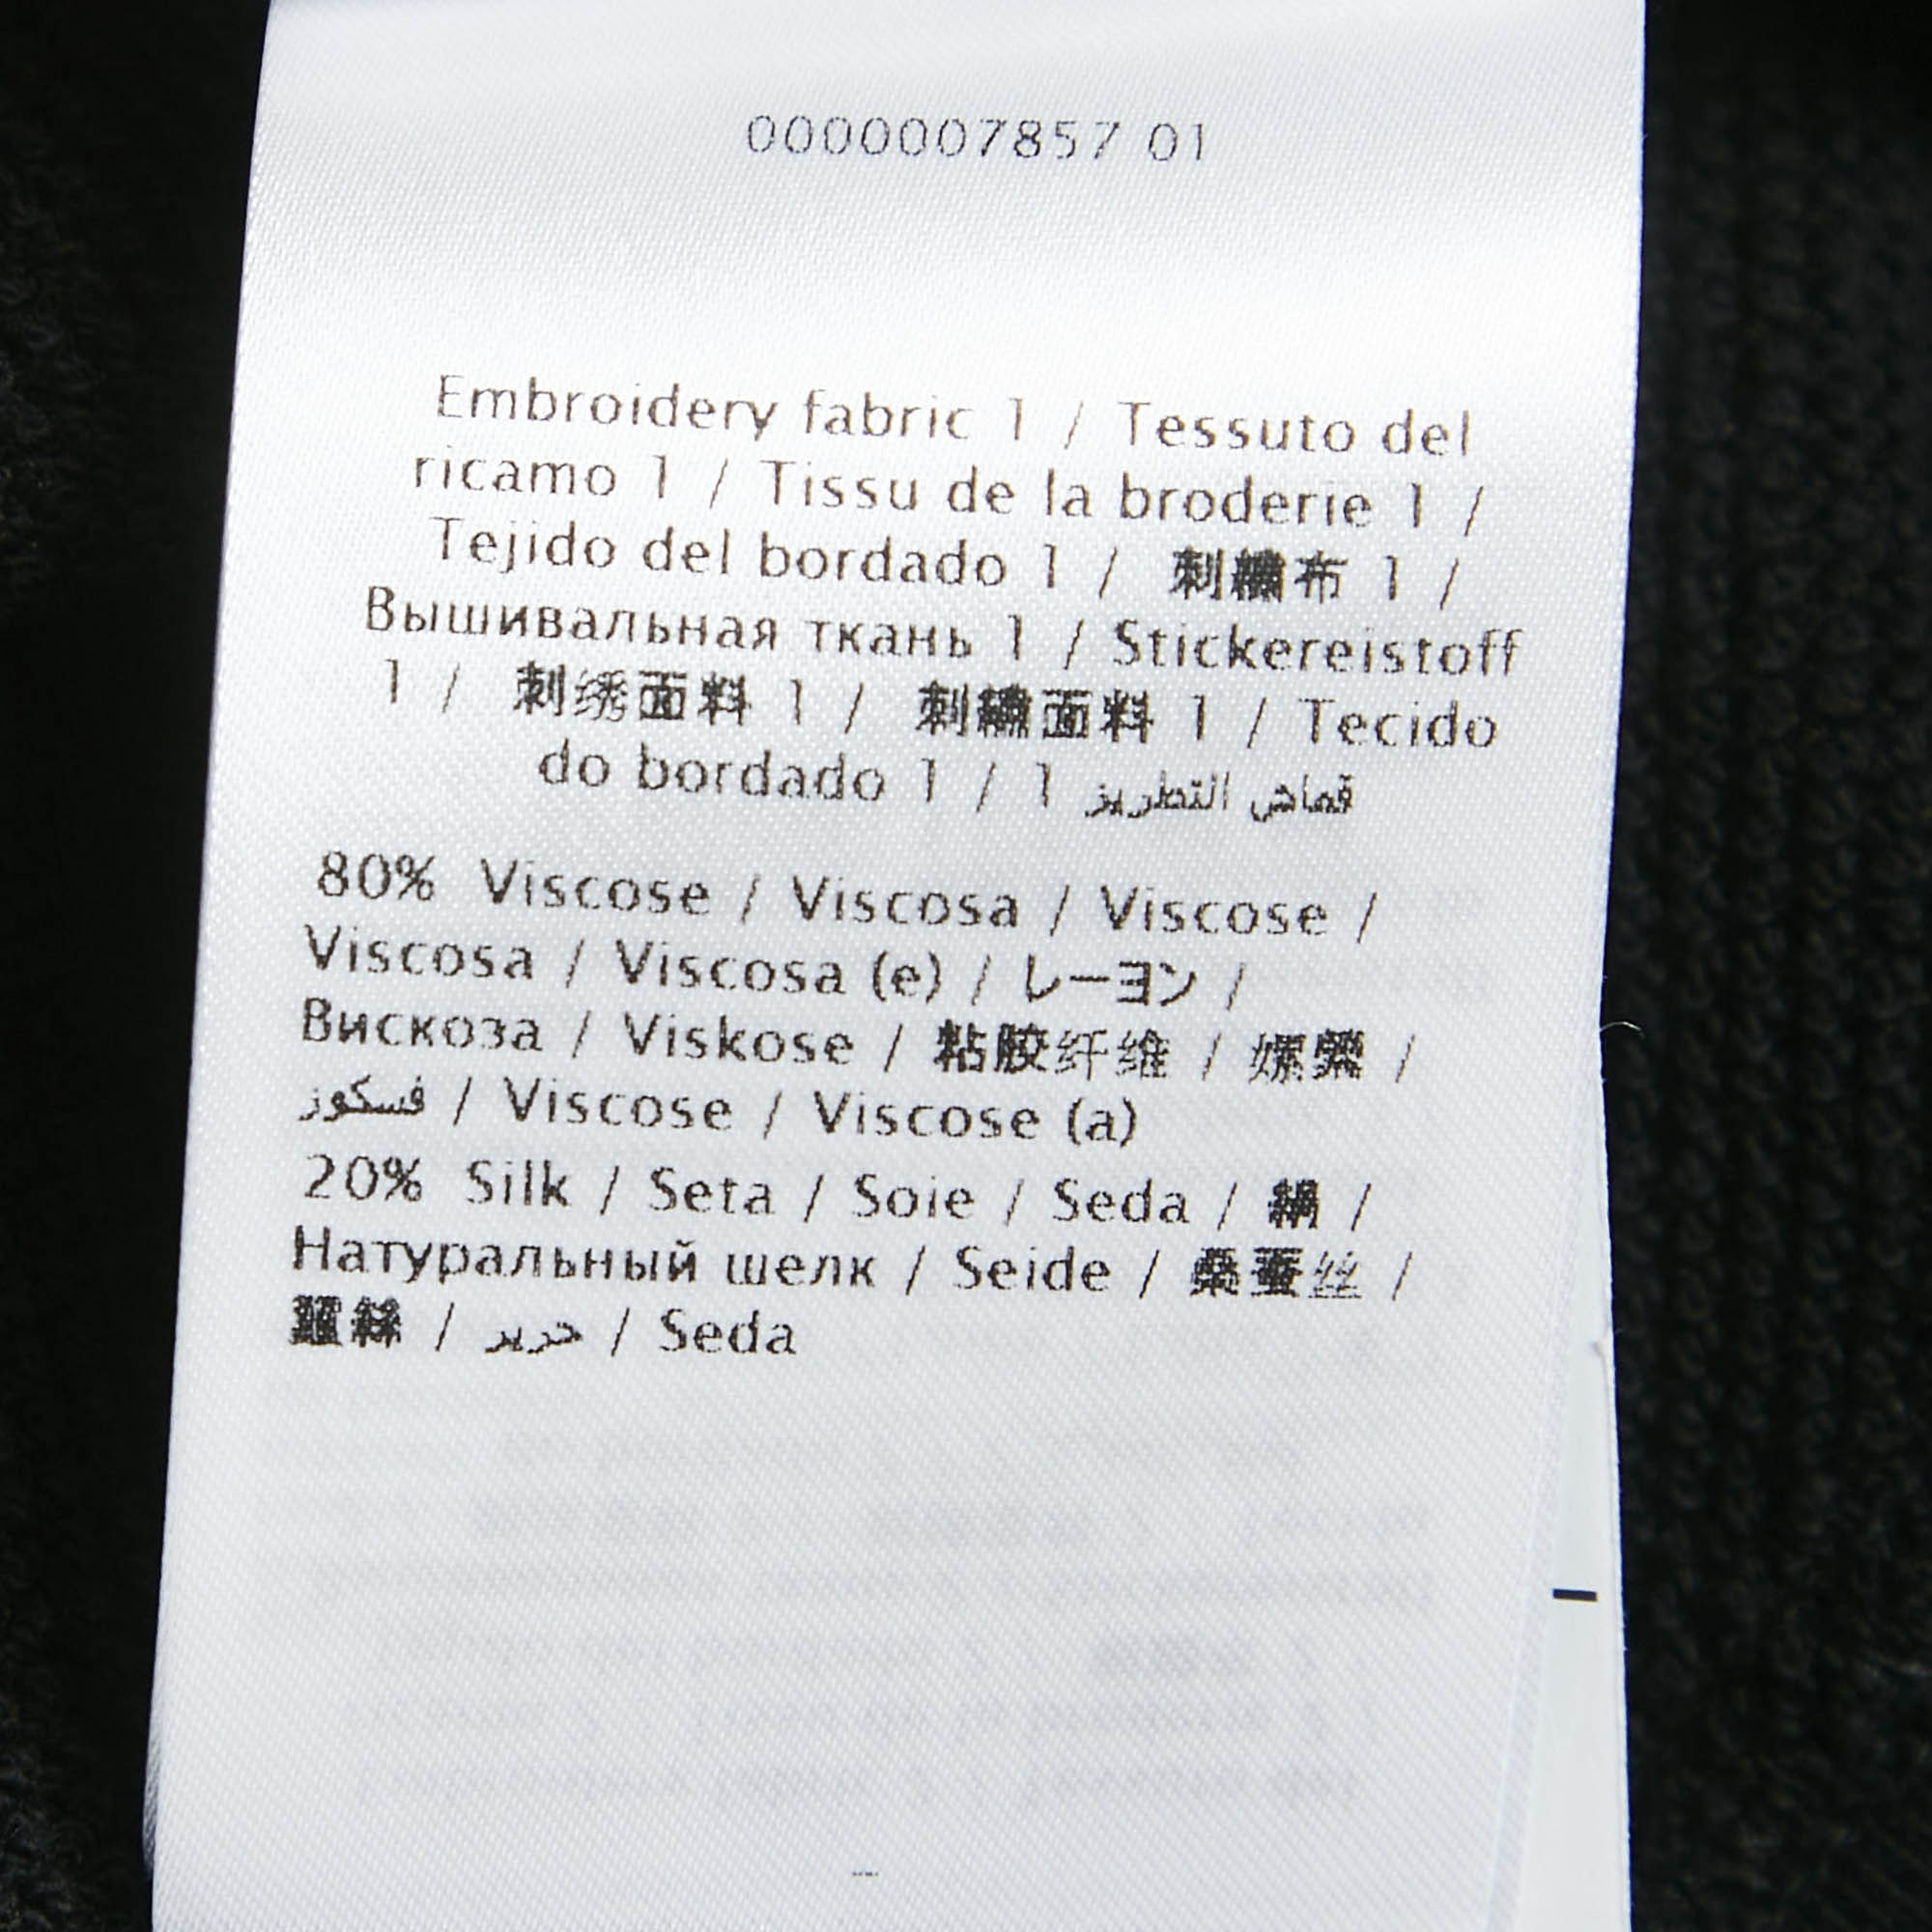 0000007857 01
Embroidery fabric 1 / Tessuto del
ricamo 1 / Tissu de la broderie 1 /
Tejido del bordado 1 / 刺繍布 1 /
Вышивальная ткань 1 / Stickereistoff
1 / 刺绣面料 1 / 刺繡面料 1 / Tecido
do bordado 1 / 1 قماش التطريز
80% Viscose / Viscosa / Viscose /
Viscosa / Viscosa (e) / レーヨン /
Вискоза / Viskose / 粘胶纤维 / 嫘縈 /
فسكوز / Viscose / Viscose (a)
20% Silk / Seta / Soie / Seda / 絹 /
Натуральный шелк / Seide / 桑蚕丝 /
蠶絲 / حرير / Seda